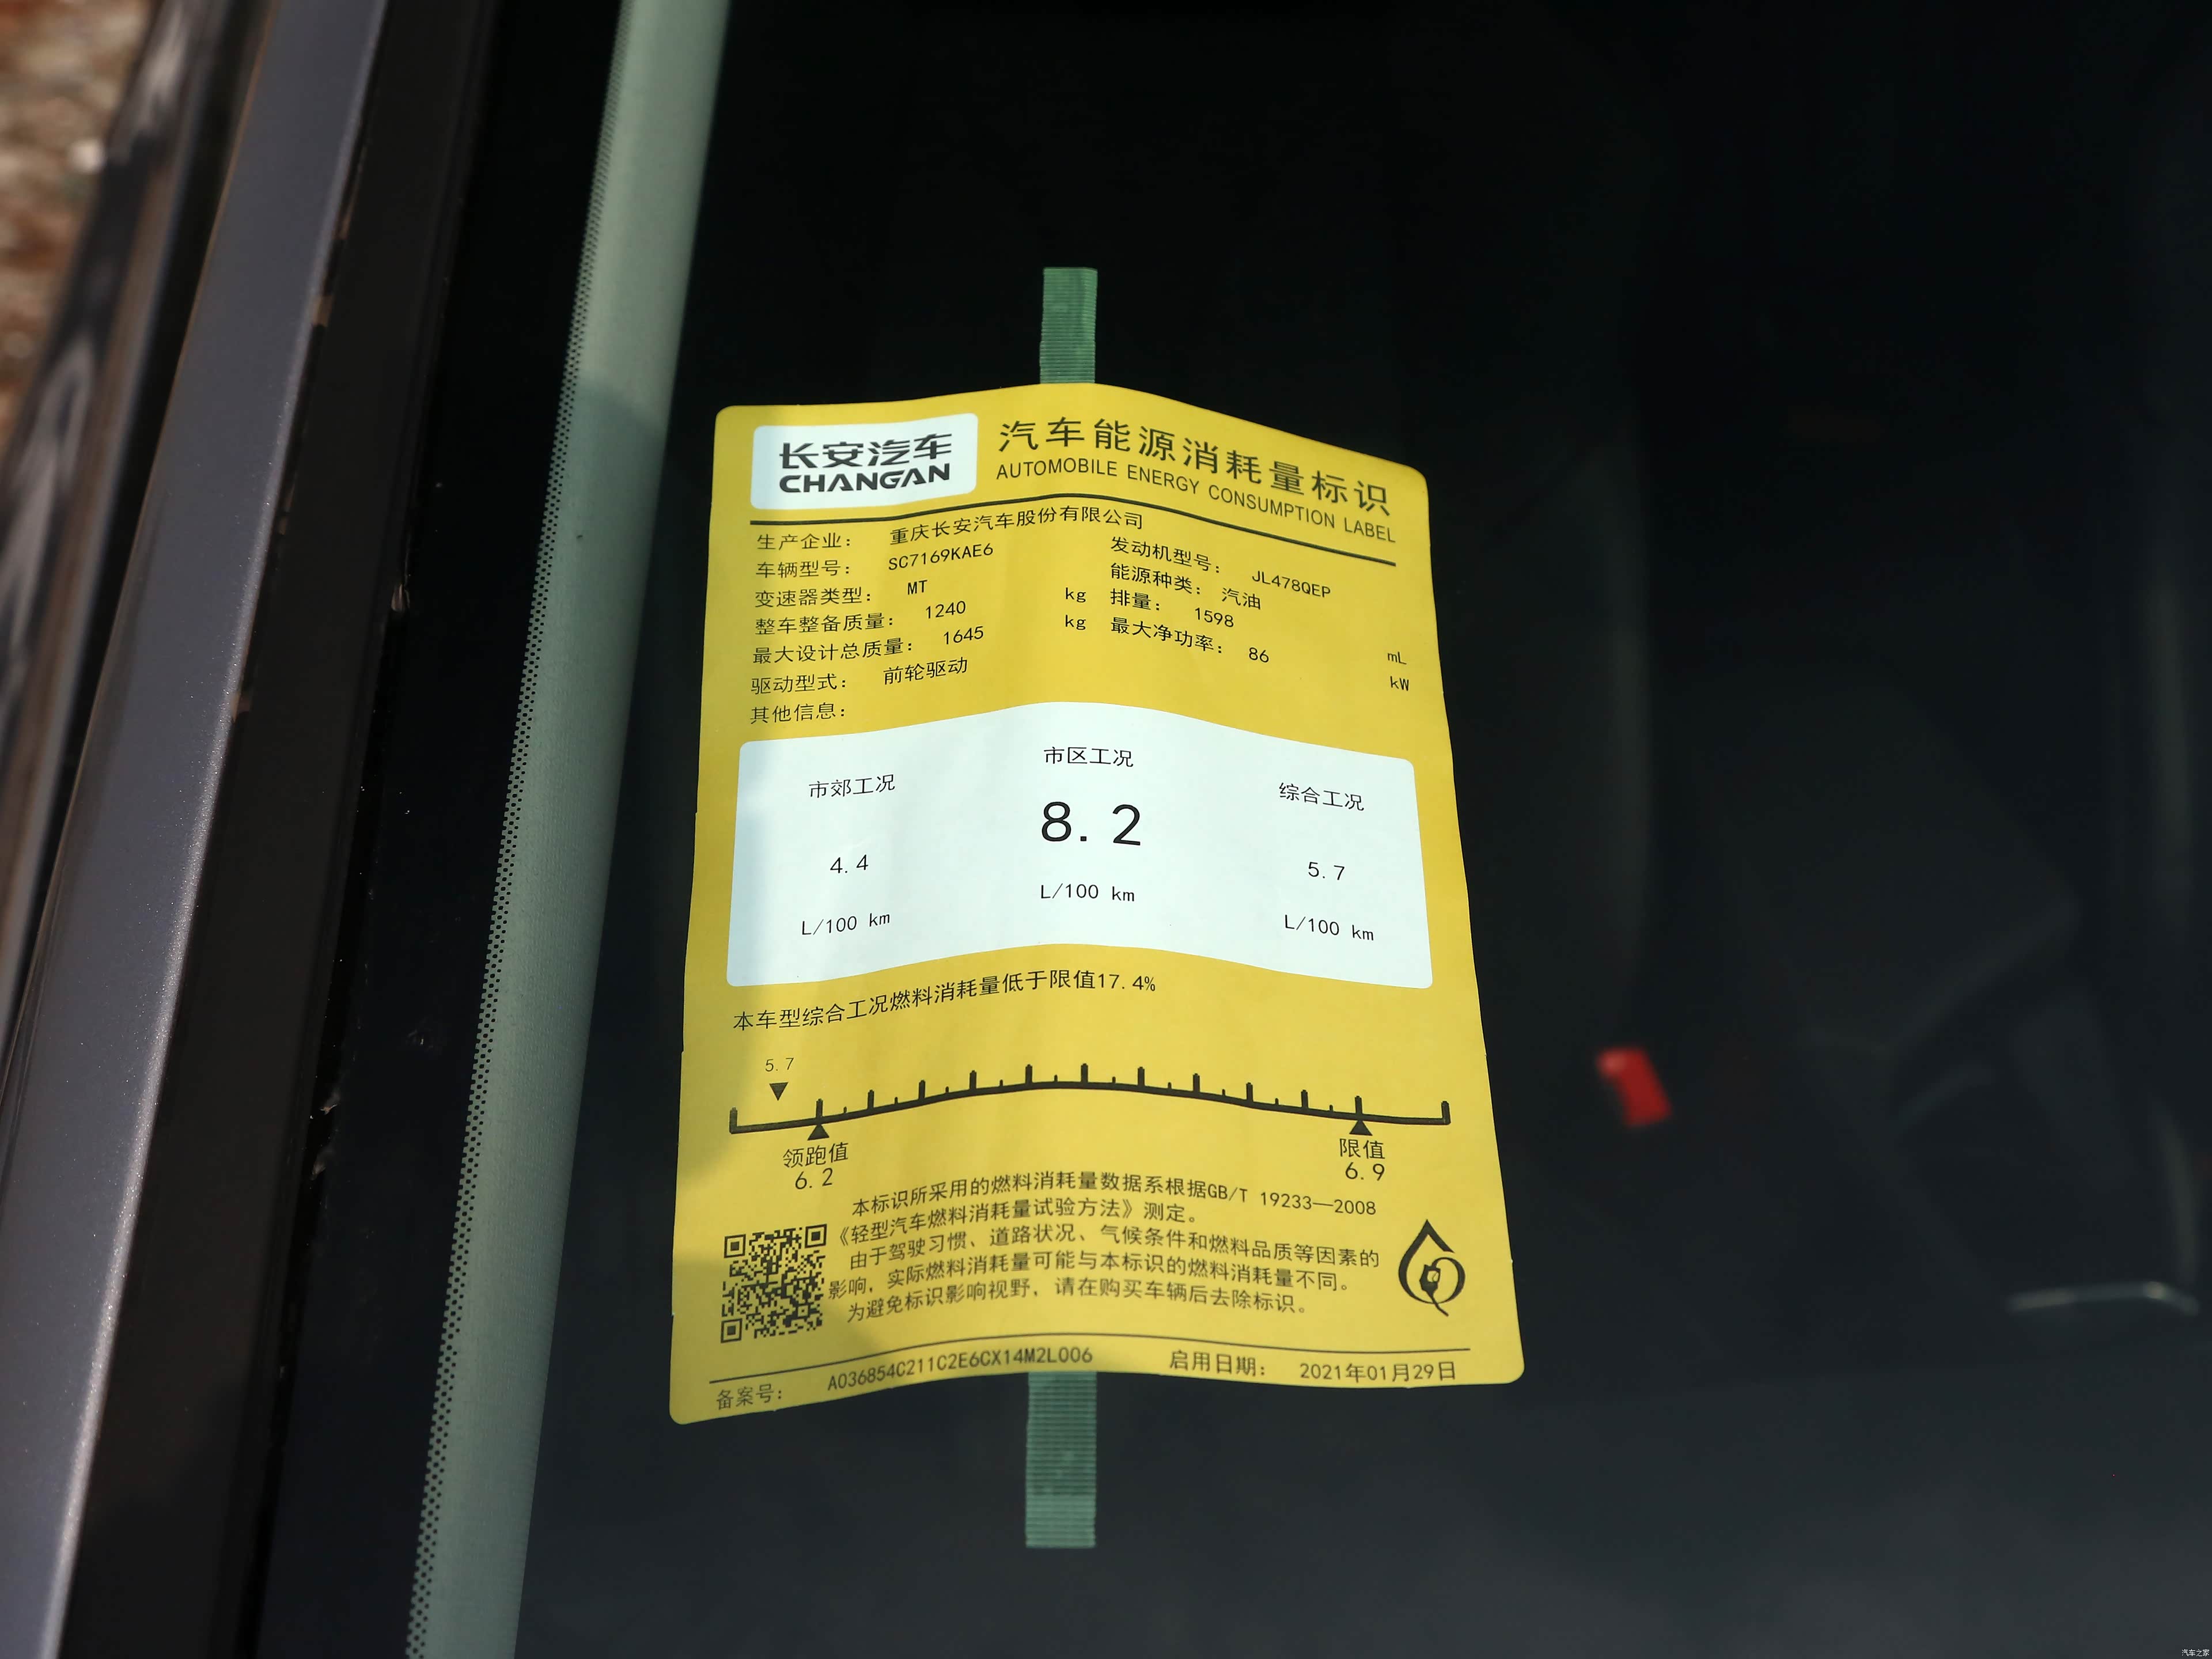 长安汽车
CHANGAN
汽车能源消耗量标识
AUTOMOBILE ENERGY CONSUMPTION LABEL
生产企业： 重庆长安汽车股份有限公司
车辆型号： SC7169KAE6 发动机型号： JL478QEP
变速器类型： MT 能源种类： 汽油
整车整备质量： 1240 kg 排量： 1598 mL
最大设计总质量： 1645 kg 最大净功率： 86 kW
驱动型式： 前轮驱动
其他信息：
市郊工况 市区工况 综合工况
4.4 8.2 5.7
L/100 km L/100 km L/100 km
本车型综合工况燃料消耗量低于限值17.4%
5.7
领跑值 限值
6.2 6.9
本标识所采用的燃料消耗量数据系根据GB/T 19233—2008
《轻型汽车燃料消耗量试验方法》测定。
由于驾驶习惯、道路状况、气候条件和燃料品质等因素的
影响，实际燃料消耗量可能与本标识的燃料消耗量不同。
为避免标识影响视野，请在购买车辆后去除标识。
备案号： A036854C211C2E6CX14M2L006 启用日期： 2021年01月29日
汽车之家